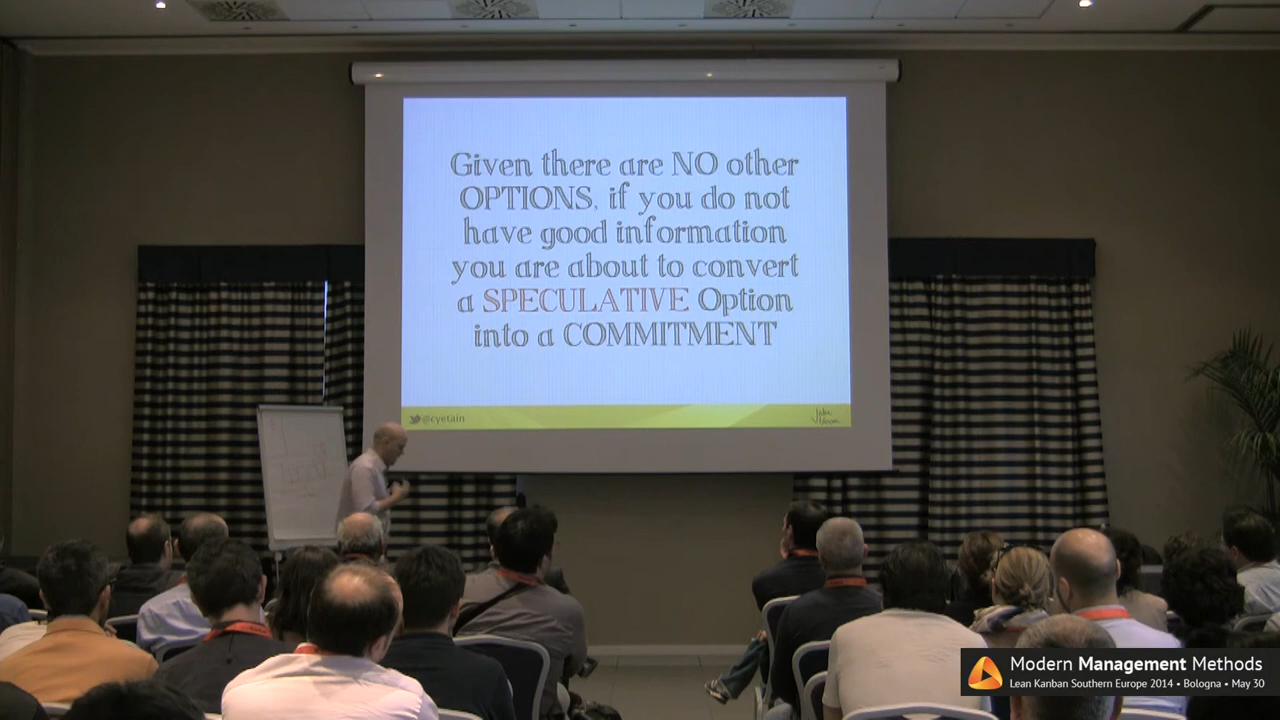 Given there are NO other
OPTIONS, if you do not
have good information
you are about to convert
a SPECULATIVE Option
into a COMMITMENT
@cyetain
Modern Management Methods
Lean Kanban Southern Europe 2014 • Bologna • May 30